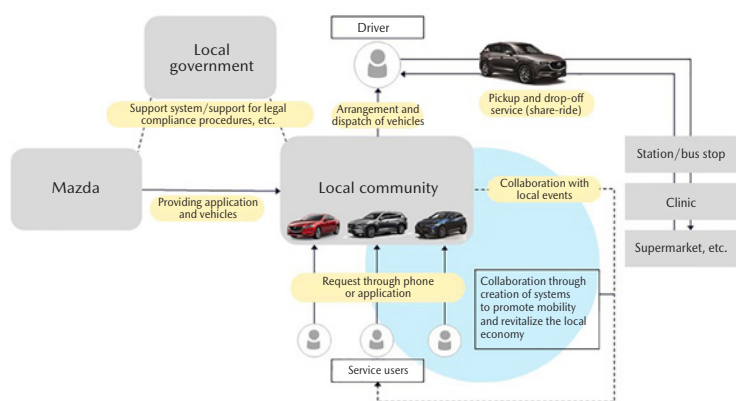 Driver
Local
government
Support system/support for legal
compliance procedures, etc.
Arrangement and
dispatch of vehicles
Pickup and drop-off
service (share-ride)
Station/bus stop
Clinic
Supermarket, etc.
Mazda
Providing application
and vehicles
Local community
Collaboration with
local events
Request through phone
or application
Collaboration through
creation of systems
to promote mobility
and revitalize the local
economy
Service users